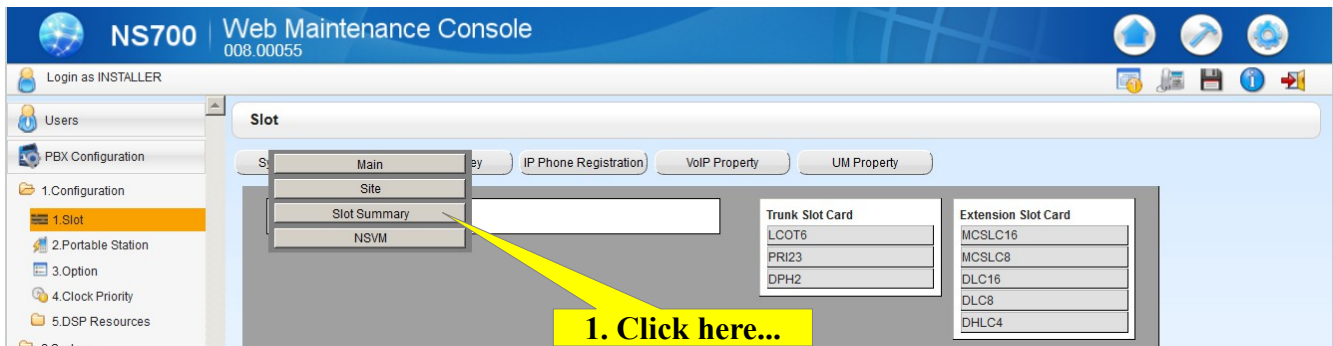 NS700
Web Maintenance Console
008.00055
Login as INSTALLER
Users
Slot
PBX Configuration
IP Phone Registration
VoIP Property
UM Property
Main
Site
Slot Summary
NSVM
1.Configuration
1.Slot
2.Portable Station
3.Option
4.Clock Priority
5.DSP Resources
Trunk Slot Card
LCOT6
PRI23
DPH2
Extension Slot Card
MCSLC16
MCSLC8
DLC16
DLC8
DHLC4
1. Click here...